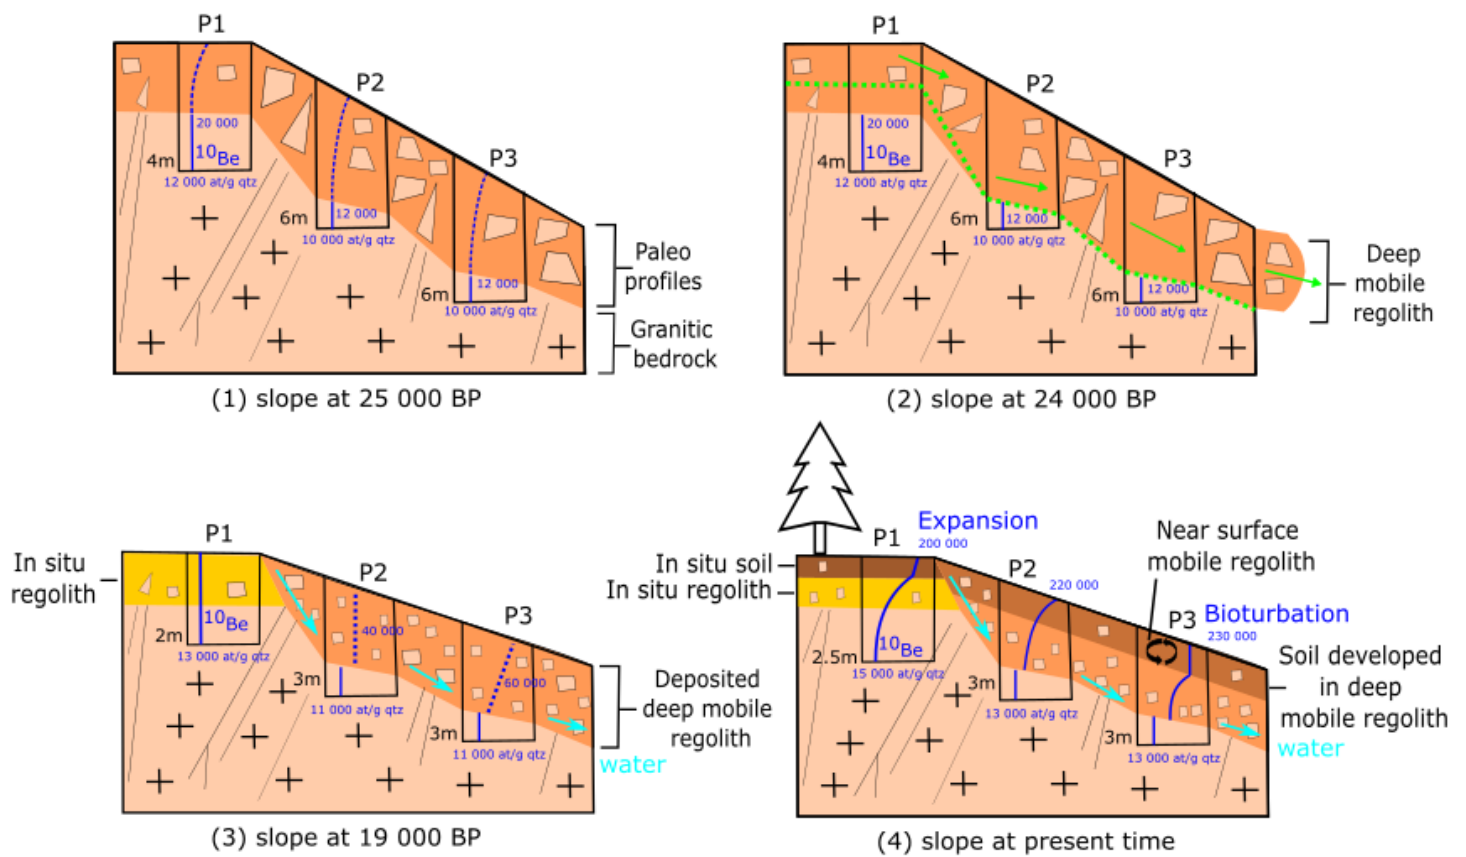 P1
P2
P3
20 000
10Be
4m
12 000 at/g qtz
12 000
6m
10 000 at/g qtz
12 000
6m
10 000 at/g qtz
Paleo
profiles
Granitic
bedrock
(1) slope at 25 000 BP
P1
P2
P3
20 000
10Be
4m
12 000 at/g qtz
12 000
6m
10 000 at/g qtz
12 000
6m
10 000 at/g qtz
Deep
mobile
regolith
(2) slope at 24 000 BP
In situ
regolith
P1
P2
P3
10Be
2m
13 000 at/g qtz
40 000
3m
11 000 at/g qtz
60 000
3m
11 000 at/g qtz
Deposited
deep mobile
regolith
water
(3) slope at 19 000 BP
In situ soil
In situ regolith
P1
Expansion
200 000
P2
220 000
Near surface
mobile regolith
P3
Bioturbation
230 000
10Be
2.5m
15 000 at/g qtz
3m
13 000 at/g qtz
3m
13 000 at/g qtz
Soil developed
in deep
mobile regolith
water
(4) slope at present time